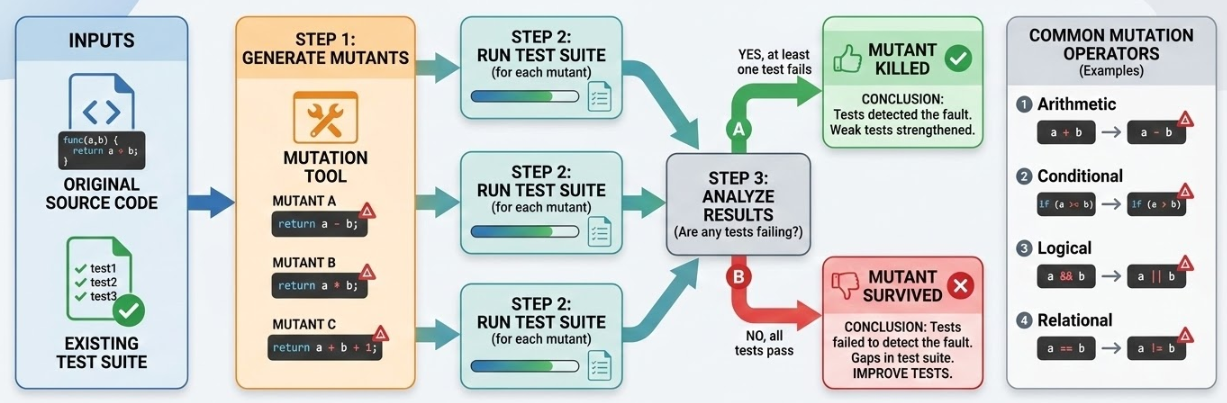 INPUTS
func(a,b) {
return a + b;
}
ORIGINAL
SOURCE CODE
test1
test2
test3
EXISTING
TEST SUITE
STEP 1:
GENERATE MUTANTS
MUTATION
TOOL
MUTANT A
return a - b;
MUTANT B
return a * b;
MUTANT C
return a + b + 1;
STEP 2:
RUN TEST SUITE
(for each mutant)
STEP 2:
RUN TEST SUITE
(for each mutant)
STEP 2:
RUN TEST SUITE
(for each mutant)
STEP 3:
ANALYZE
RESULTS
(Are any tests failing?)
YES, at least
one test fails
A
B
NO, all
tests pass
MUTANT
KILLED
CONCLUSION:
Tests detected the fault.
Weak tests strengthened.
MUTANT
SURVIVED
CONCLUSION: Tests
failed to detect the fault.
Gaps in test suite.
IMPROVE TESTS.
COMMON MUTATION
OPERATORS
(Examples)
1 Arithmetic
a + b → a - b
2 Conditional
if (a >= b) → if (a > b)
3 Logical
a && b → a || b
4 Relational
a == b → a != b